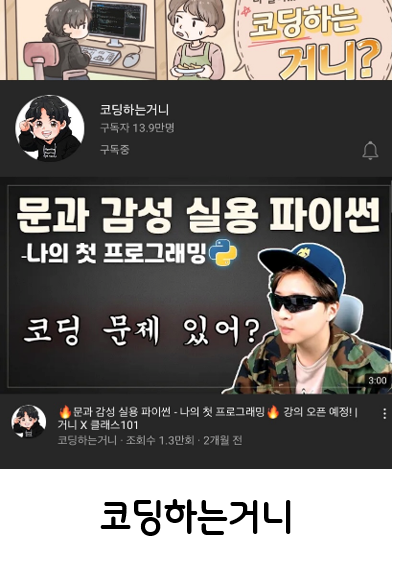 코딩하는
거니?
코딩하는거니
구독자 13.9만명
구독중
문과 감성 실용 파이썬
-나의 첫 프로그래밍
코딩 문제 있어?
3:00
🔥문과 감성 실용 파이썬 - 나의 첫 프로그래밍🔥 강의 오픈 예정! |
거니 X 클래스101
코딩하는거니 · 조회수 1.3만회 · 2개월 전
코딩하는거니